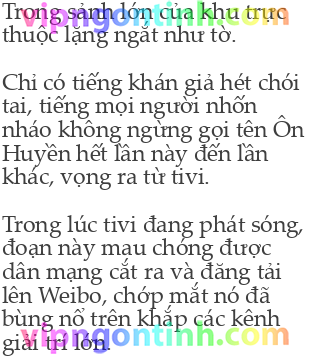 Trong sảnh lớn của khu trực
thuộc lặng ngắt như tờ.
Chỉ có tiếng khán giả hét chói
tai, tiếng mọi người nhốn
nháo không ngừng gọi tên Ôn
Huyền hết lần này đến lần
khác, vọng ra từ tivi.
Trong lúc tivi đang phát sóng,
đoạn này mau chóng được
dân mạng cắt ra và đăng tải
lên Weibo, chớp mắt nó đã
bùng nổ trên khắp các kênh
giải trí lớn.
vipngontinh.com
vipngontinh.com